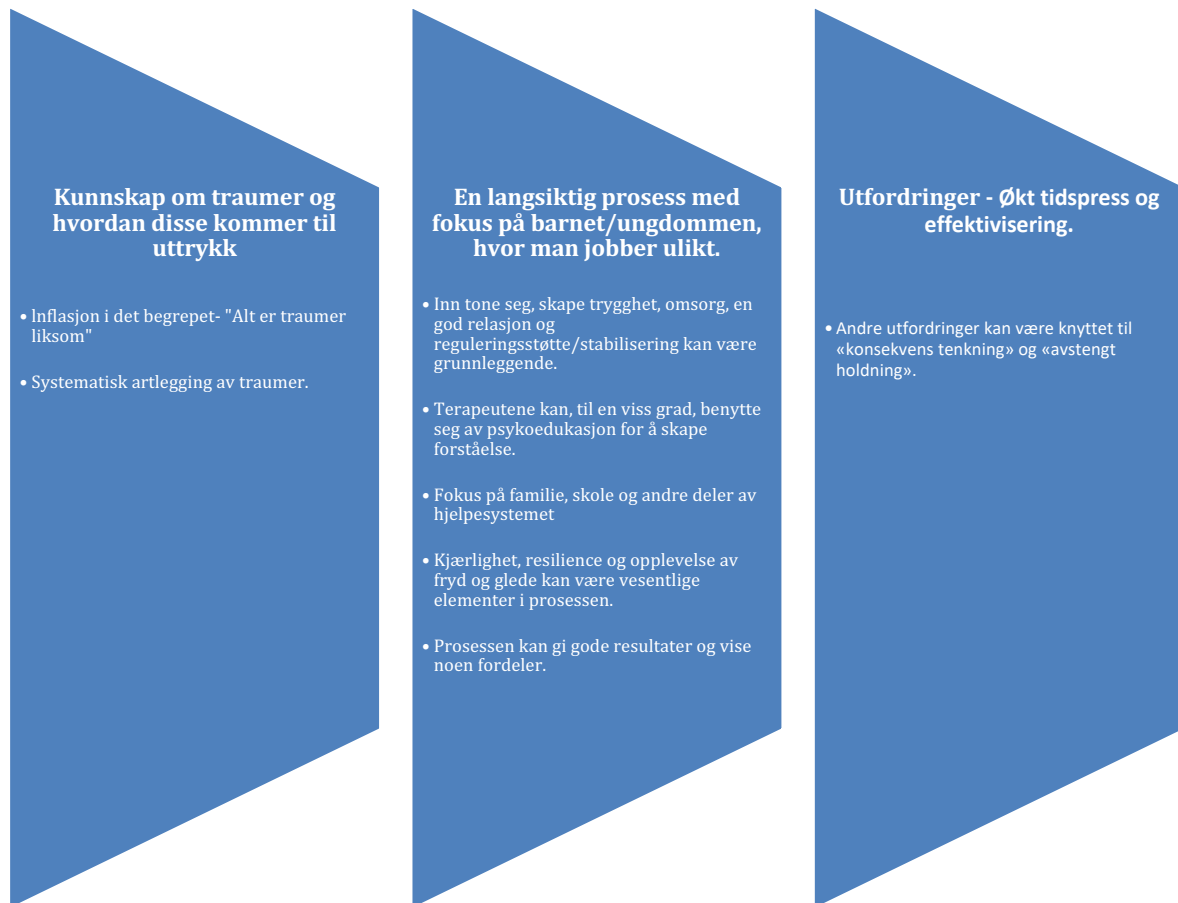 Kunnskap om traumer og
hvordan disse kommer til
uttrykk
• Inflasjon i det begrepet- "Alt er traumer
liksom"
• Systematisk artlegging av traumer.
En langsiktig prosess med
fokus på barnet/ungdommen,
hvor man jobber ulikt.
• Inn tone seg, skape trygghet, omsorg, en
god relasjon og
reguleringsstøtte/stabilisering kan være
grunnleggende.
• Terapeutene kan, til en viss grad, benytte
seg av psykoedukasjon for å skape
forståelse.
• Fokus på familie, skole og andre deler av
hjelpesystemet
• Kjærlighet, resilience og opplevelse av
fryd og glede kan være vesentlige
elementer i prosessen.
• Prosessen kan gi gode resultater og vise
noen fordeler.
Utfordringer - Økt tidspress og
effektivisering.
• Andre utfordringer kan være knyttet til
«konsekvens tenkning» og «avstengt
holdning».